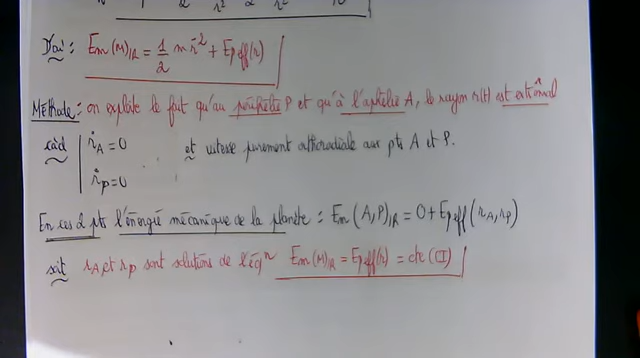 D'où : Em(M)/R = 1/2 m ṙ² + Ep eff(r)
Méthode : on exploite le fait qu'au périhélie P et qu'à l'aphélie A, le rayon r(t) est extrémal
càd ṙA = 0 et vitesse purement orthoradiale aux pts A et P.
ṙP = 0
En ces 2 pts l'énergie mécanique de la planète : Em(A,P)/R = 0 + Ep eff(rA, rP)
soit rA et rP sont solutions de l'éqⁿ Em(M)/R = Ep eff(r) = cte (CI)